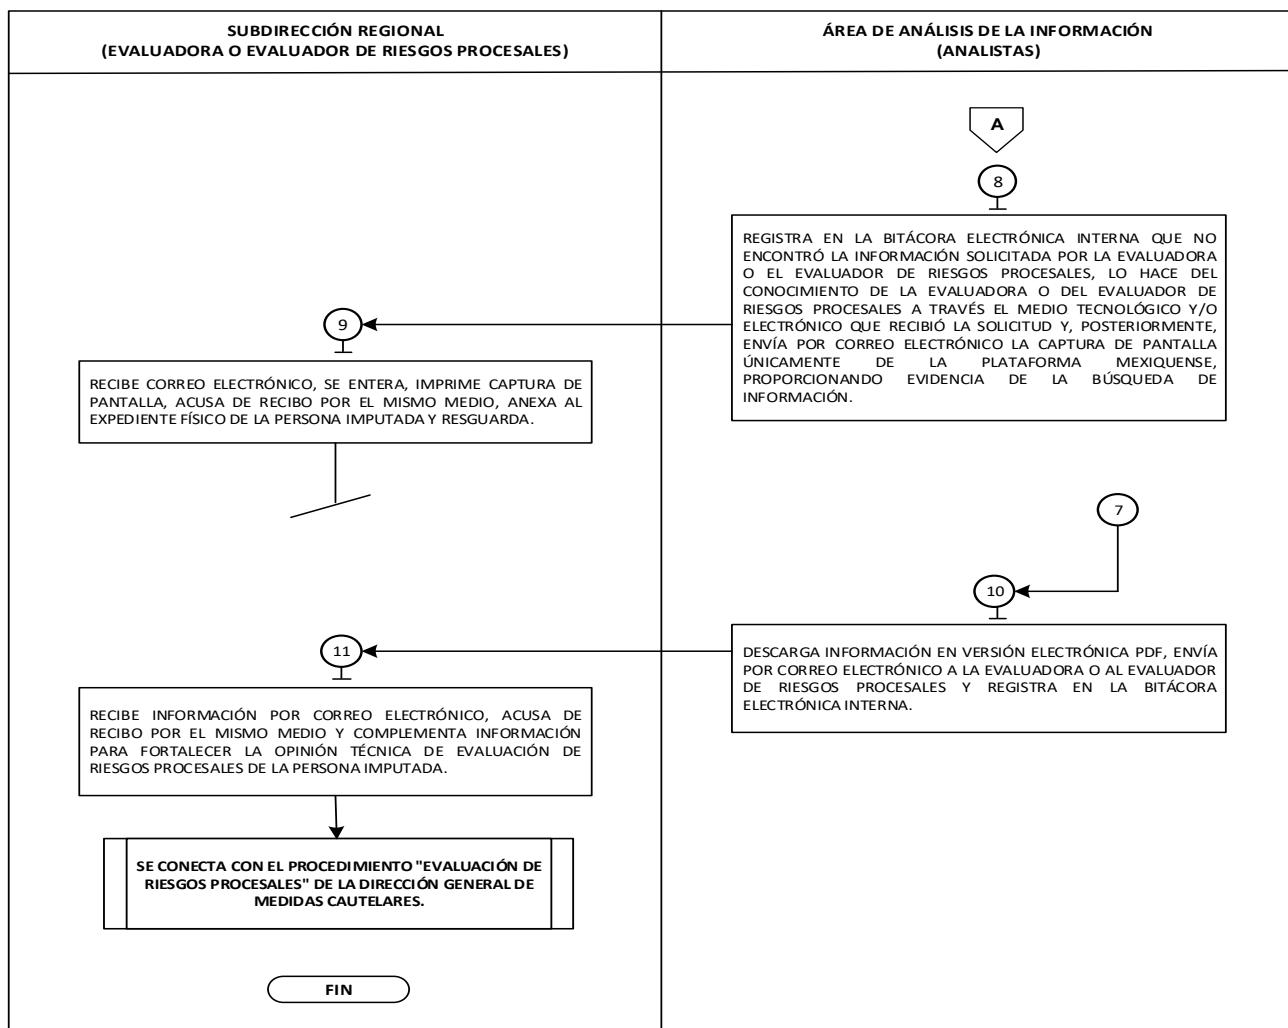 SUBDIRECCIÓN REGIONAL
(EVALUADORA O EVALUADOR DE RIESGOS PROCESALES)
ÁREA DE ANÁLISIS DE LA INFORMACIÓN
(ANALISTAS)
A
8
REGISTRA EN LA BITÁCORA ELECTRÓNICA INTERNA QUE NO
ENCONTRÓ LA INFORMACIÓN SOLICITADA POR LA EVALUADORA
O EL EVALUADOR DE RIESGOS PROCESALES, LO HACE DEL
CONOCIMIENTO DE LA EVALUADORA O DEL EVALUADOR DE
RIESGOS PROCESALES A TRAVÉS EL MEDIO TECNOLÓGICO Y/O
ELECTRÓNICO QUE RECIBIÓ LA SOLICITUD Y, POSTERIORMENTE,
ENVÍA POR CORREO ELECTRÓNICO LA CAPTURA DE PANTALLA
ÚNICAMENTE DE LA PLATAFORMA MEXIQUENSE,
PROPORCIONANDO EVIDENCIA DE LA BÚSQUEDA DE
INFORMACIÓN.
9
RECIBE CORREO ELECTRÓNICO, SE ENTERA, IMPRIME CAPTURA DE
PANTALLA, ACUSA DE RECIBO POR EL MISMO MEDIO, ANEXA AL
EXPEDIENTE FÍSICO DE LA PERSONA IMPUTADA Y RESGUARDA.
7
10
DESCARGA INFORMACIÓN EN VERSIÓN ELECTRÓNICA PDF, ENVÍA
POR CORREO ELECTRÓNICO A LA EVALUADORA O AL EVALUADOR
DE RIESGOS PROCESALES Y REGISTRA EN LA BITÁCORA
ELECTRÓNICA INTERNA.
11
RECIBE INFORMACIÓN POR CORREO ELECTRÓNICO, ACUSA DE
RECIBO POR EL MISMO MEDIO Y COMPLEMENTA INFORMACIÓN
PARA FORTALECER LA OPINIÓN TÉCNICA DE EVALUACIÓN DE
RIESGOS PROCESALES DE LA PERSONA IMPUTADA.
SE CONECTA CON EL PROCEDIMIENTO "EVALUACIÓN DE
RIESGOS PROCESALES" DE LA DIRECCIÓN GENERAL DE
MEDIDAS CAUTELARES.
FIN